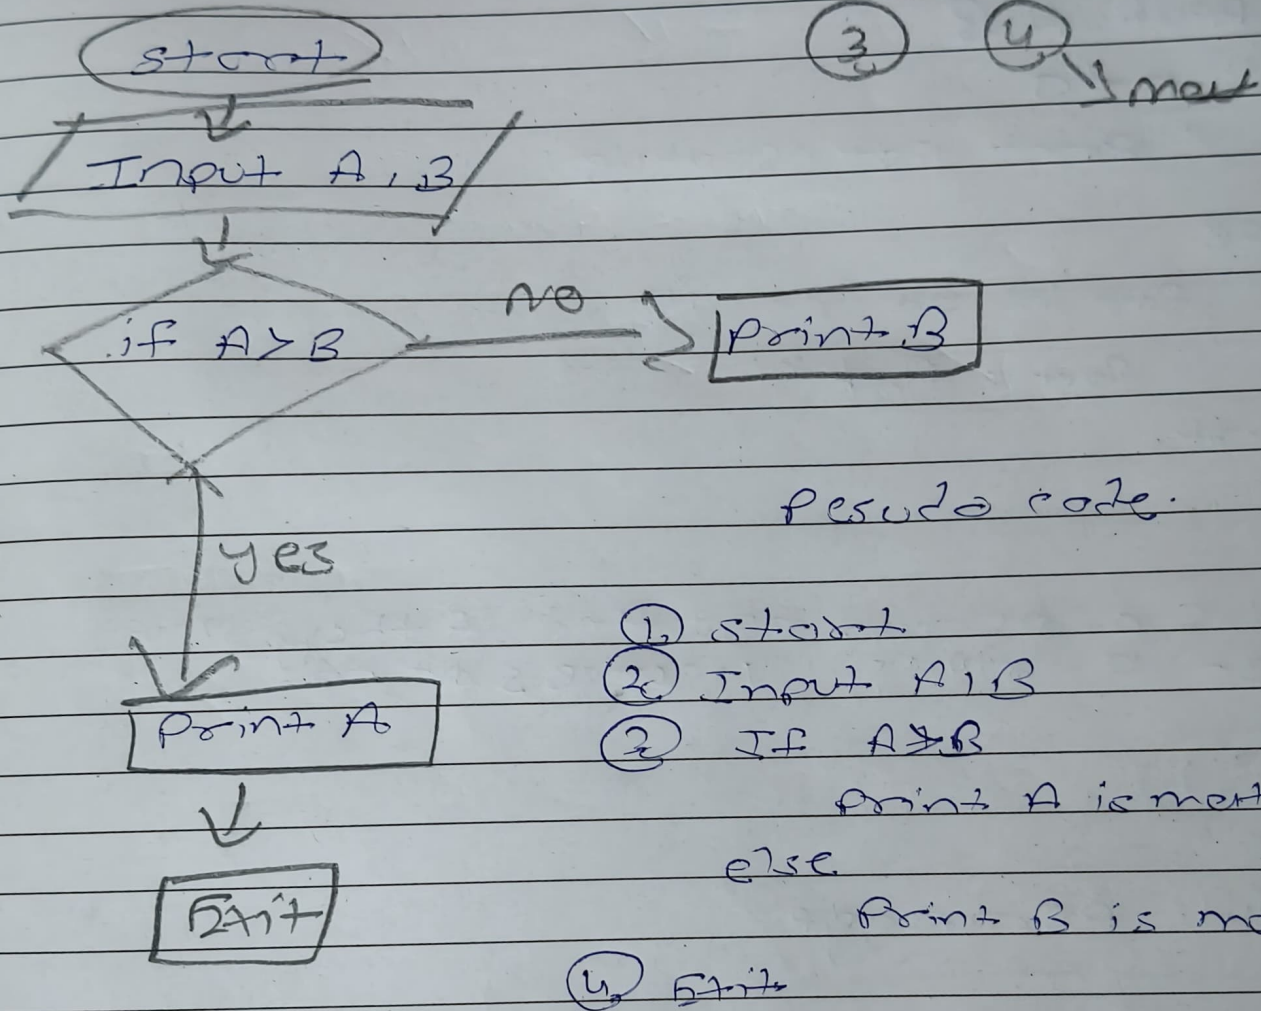 start
3 4
Input A, B
if A > B
NO
Print B
yes
Print A
Exit
Pesudo code.
1. start
2. Input A, B
2 If A > B
Print A is
else
Print B is
4. Exit